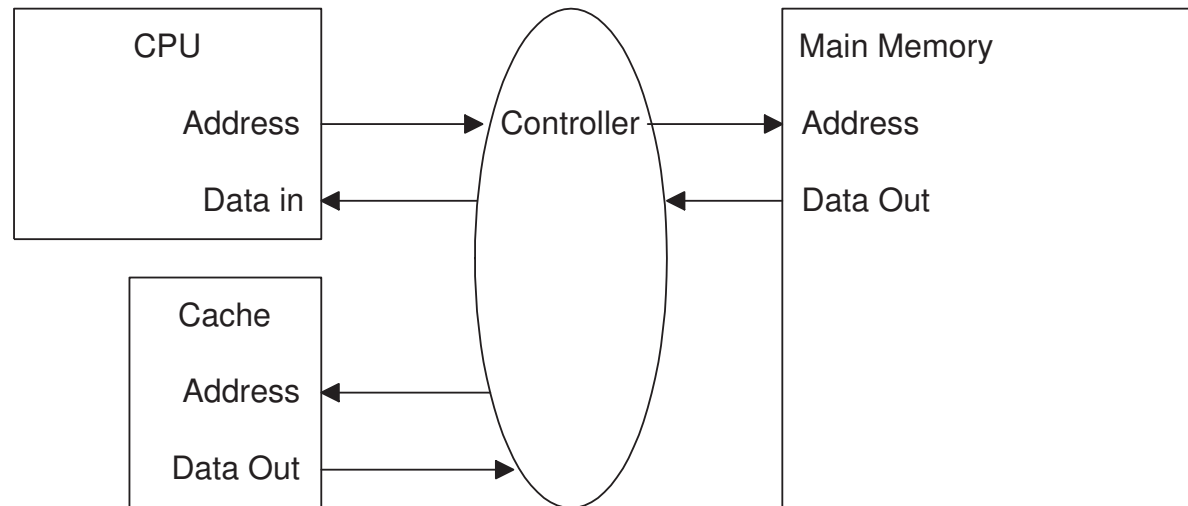 CPU
Address
Data in
Cache
Address
Data Out
Controller
Main Memory
Address
Data Out